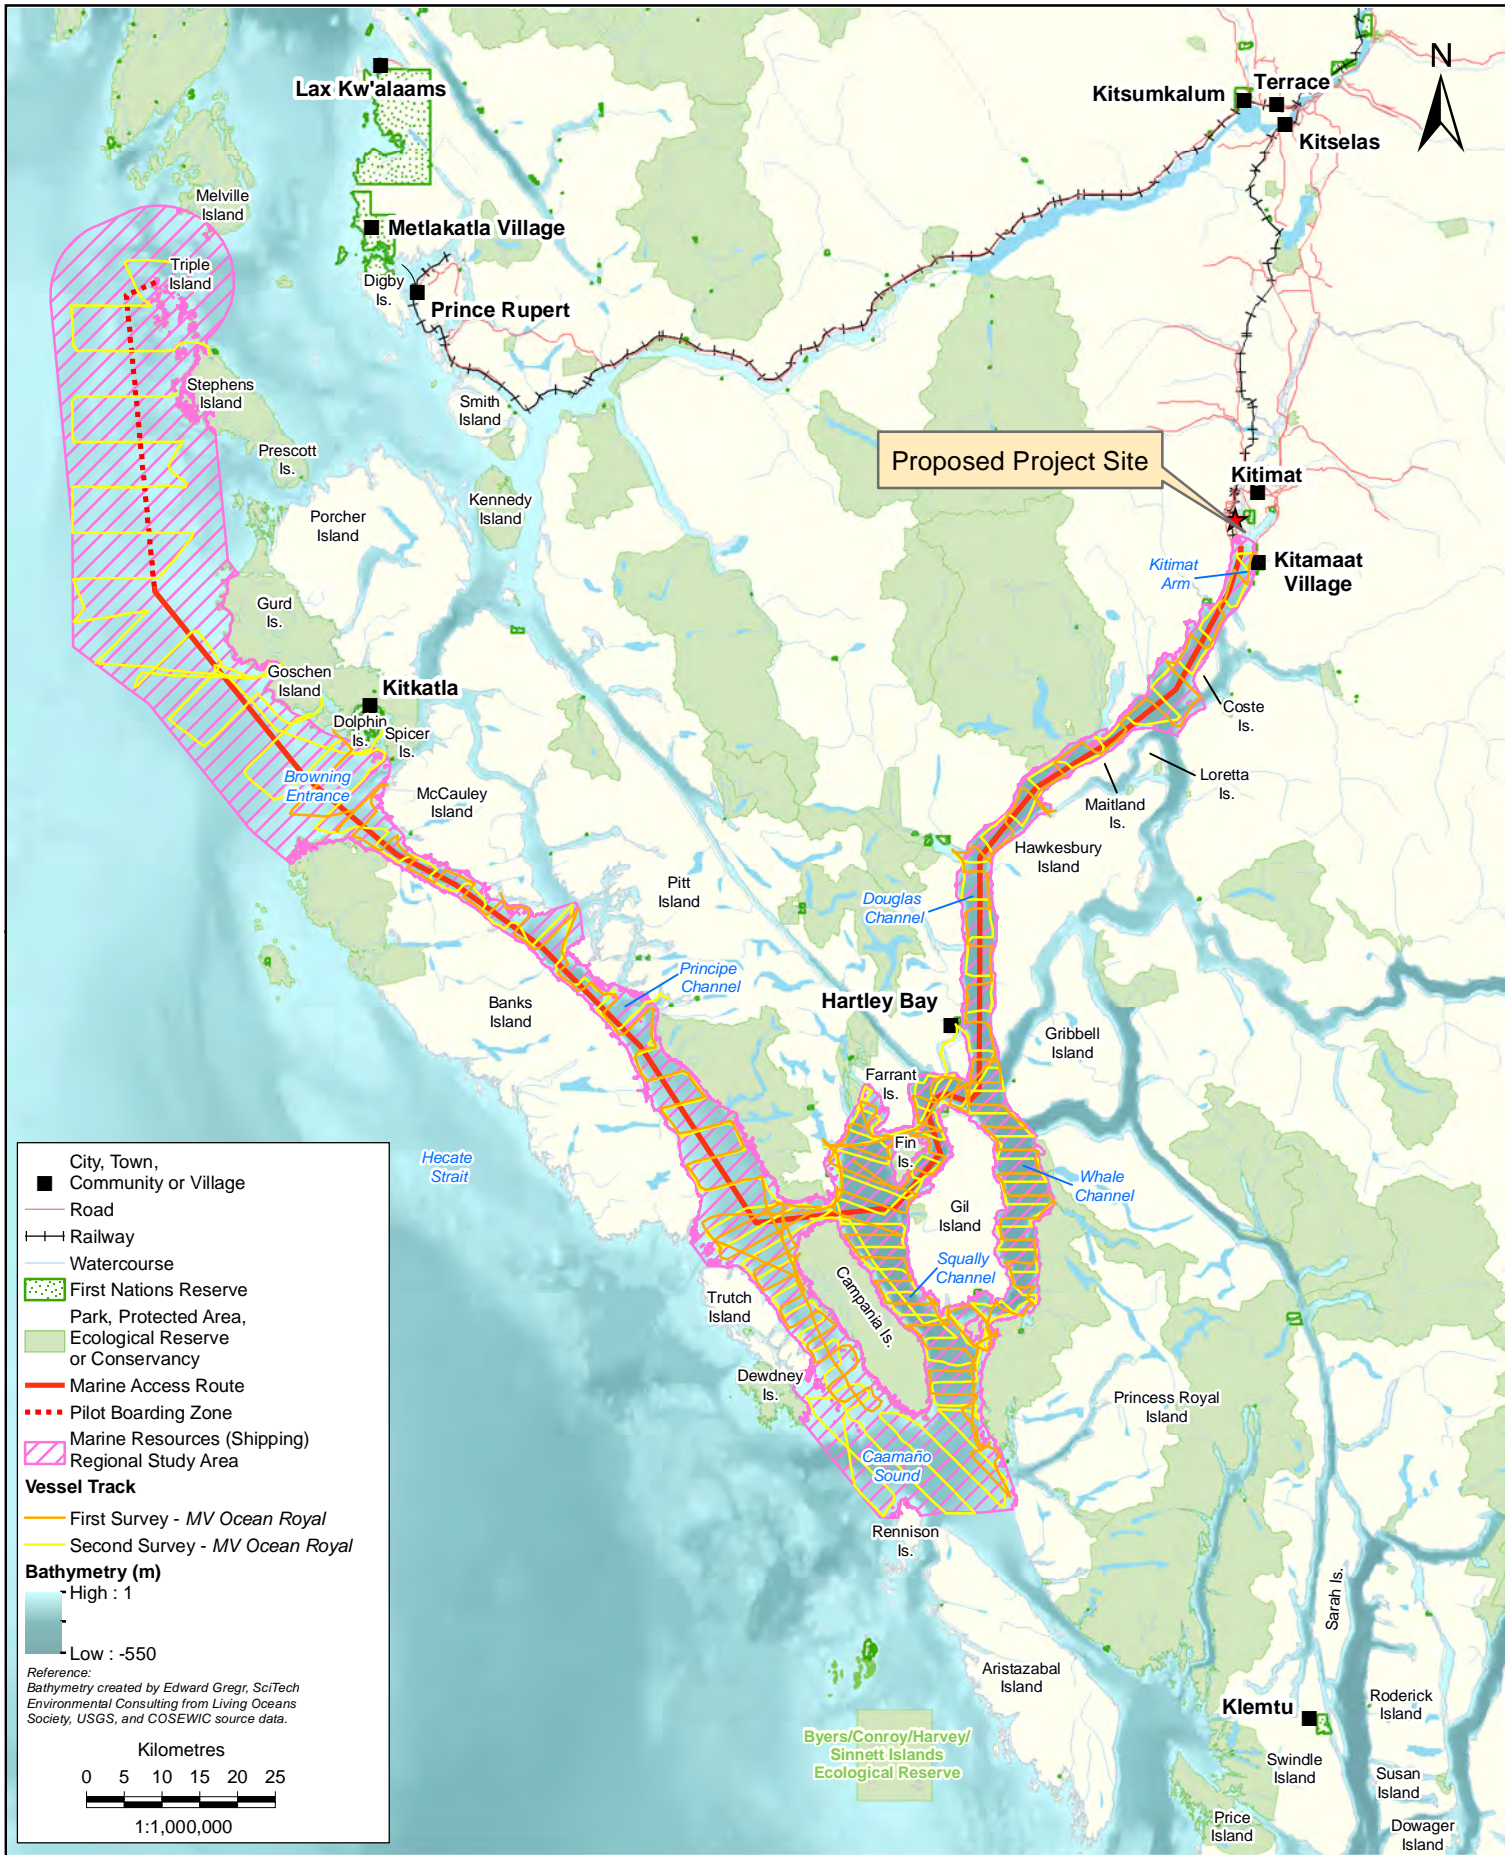 N
Lax Kw'alaams
Kitsumkalum
Terrace
Kitselas
Melville
Island
Metlakatla Village
Triple
Island
Digby
Is.
Prince Rupert
Stephens
Island
Smith
Island
Prescott
Is.
Proposed Project Site
Kitimat
Kennedy
Island
Porcher
Island
Kitimat
Arm
Kitamaat
Village
Gurd
Is.
Goschen
Island
Kitkatla
Dolphin
Is.
Spicer
Is.
Coste
Is.
Browning
Entrance
McCauley
Island
Loretta
Is.
Maitland
Is.
Hawkesbury
Island
Pitt
Island
Douglas
Channel
Principe
Channel
Banks
Island
Hartley Bay
Gribbell
Island
Farrant
Is.
Fin
Is.
Hecate
Strait
Whale
Channel
Gil
Island
Squally
Channel
Campania Is.
Trutch
Island
Dewdney
Is.
Princess Royal
Island
Caamaño
Sound
Rennison
Is.
Sarah Is.
Aristazabal
Island
Klemtu
Roderick
Island
Byers/Conroy/Harvey/
Sinnett Islands
Ecological Reserve
Swindle
Island
Susan
Island
Price
Island
Dowager
Island
City, Town,
Community or Village
Road
Railway
Watercourse
First Nations Reserve
Park, Protected Area,
Ecological Reserve
or Conservancy
Marine Access Route
Pilot Boarding Zone
Marine Resources (Shipping)
Regional Study Area
Vessel Track
First Survey - MV Ocean Royal
Second Survey - MV Ocean Royal
Bathymetry (m)
High : 1
Low : -550
Reference:
Bathymetry created by Edward Gregr, SciTech
Environmental Consulting from Living Oceans
Society, USGS, and COSEWIC source data.
Kilometres
0 5 10 15 20 25
1:1,000,000